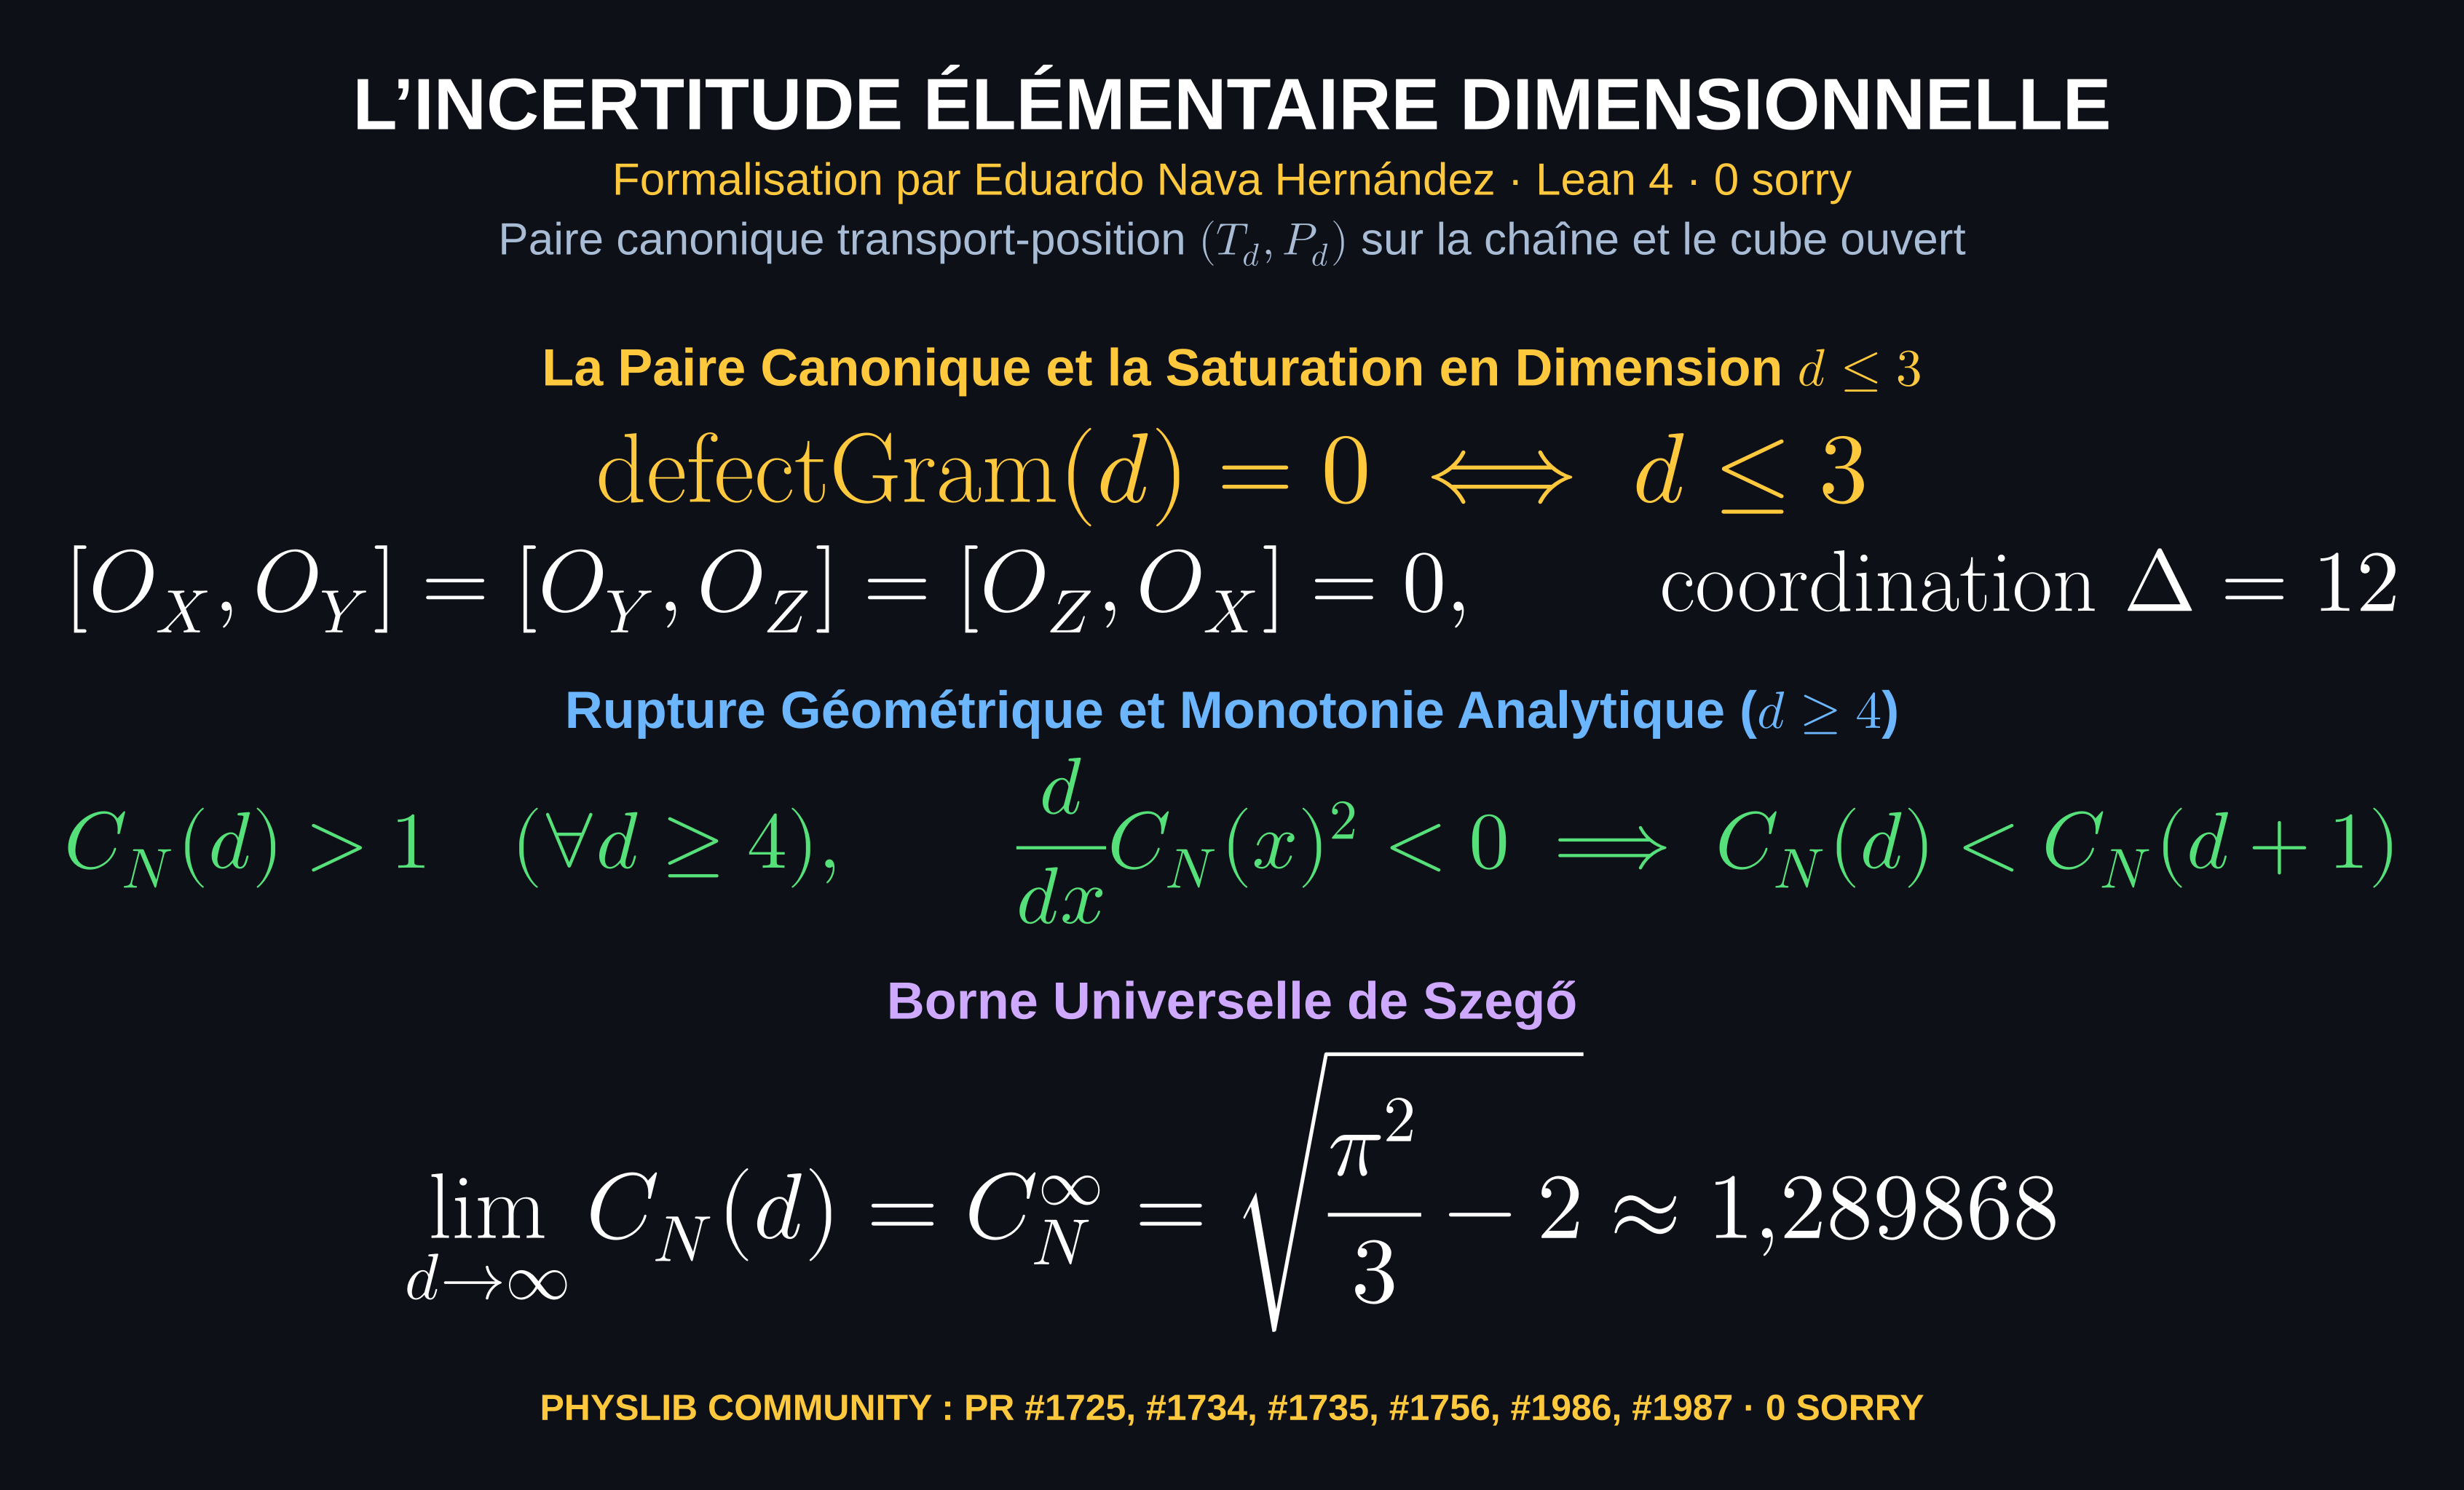 L’INCERTITUDE ÉLÉMENTAIRE DIMENSIONNELLE
Formalisation par Eduardo Nava Hernández · Lean 4 · 0 sorry
Paire canonique transport-position (T_d, P_d) sur la chaîne et le cube ouvert
La Paire Canonique et la Saturation en Dimension d ≤ 3
defectGram(d) = 0 ⟺ d ≤ 3
[O_X, O_Y] = [O_Y, O_Z] = [O_Z, O_X] = 0, coordination Δ = 12
Rupture Géométrique et Monotonie Analytique (d ≥ 4)
C_N(d) > 1 (∀d ≥ 4), d/dx C_N(x)² < 0 ⟹ C_N(d) < C_N(d + 1)
Borne Universelle de Szegő
lim_{d→∞} C_N(d) = C_N^∞ = √(π²/3 − 2) ≈ 1,289868
PHYSLIB COMMUNITY : PR #1725, #1734, #1735, #1756, #1986, #1987 · 0 SORRY